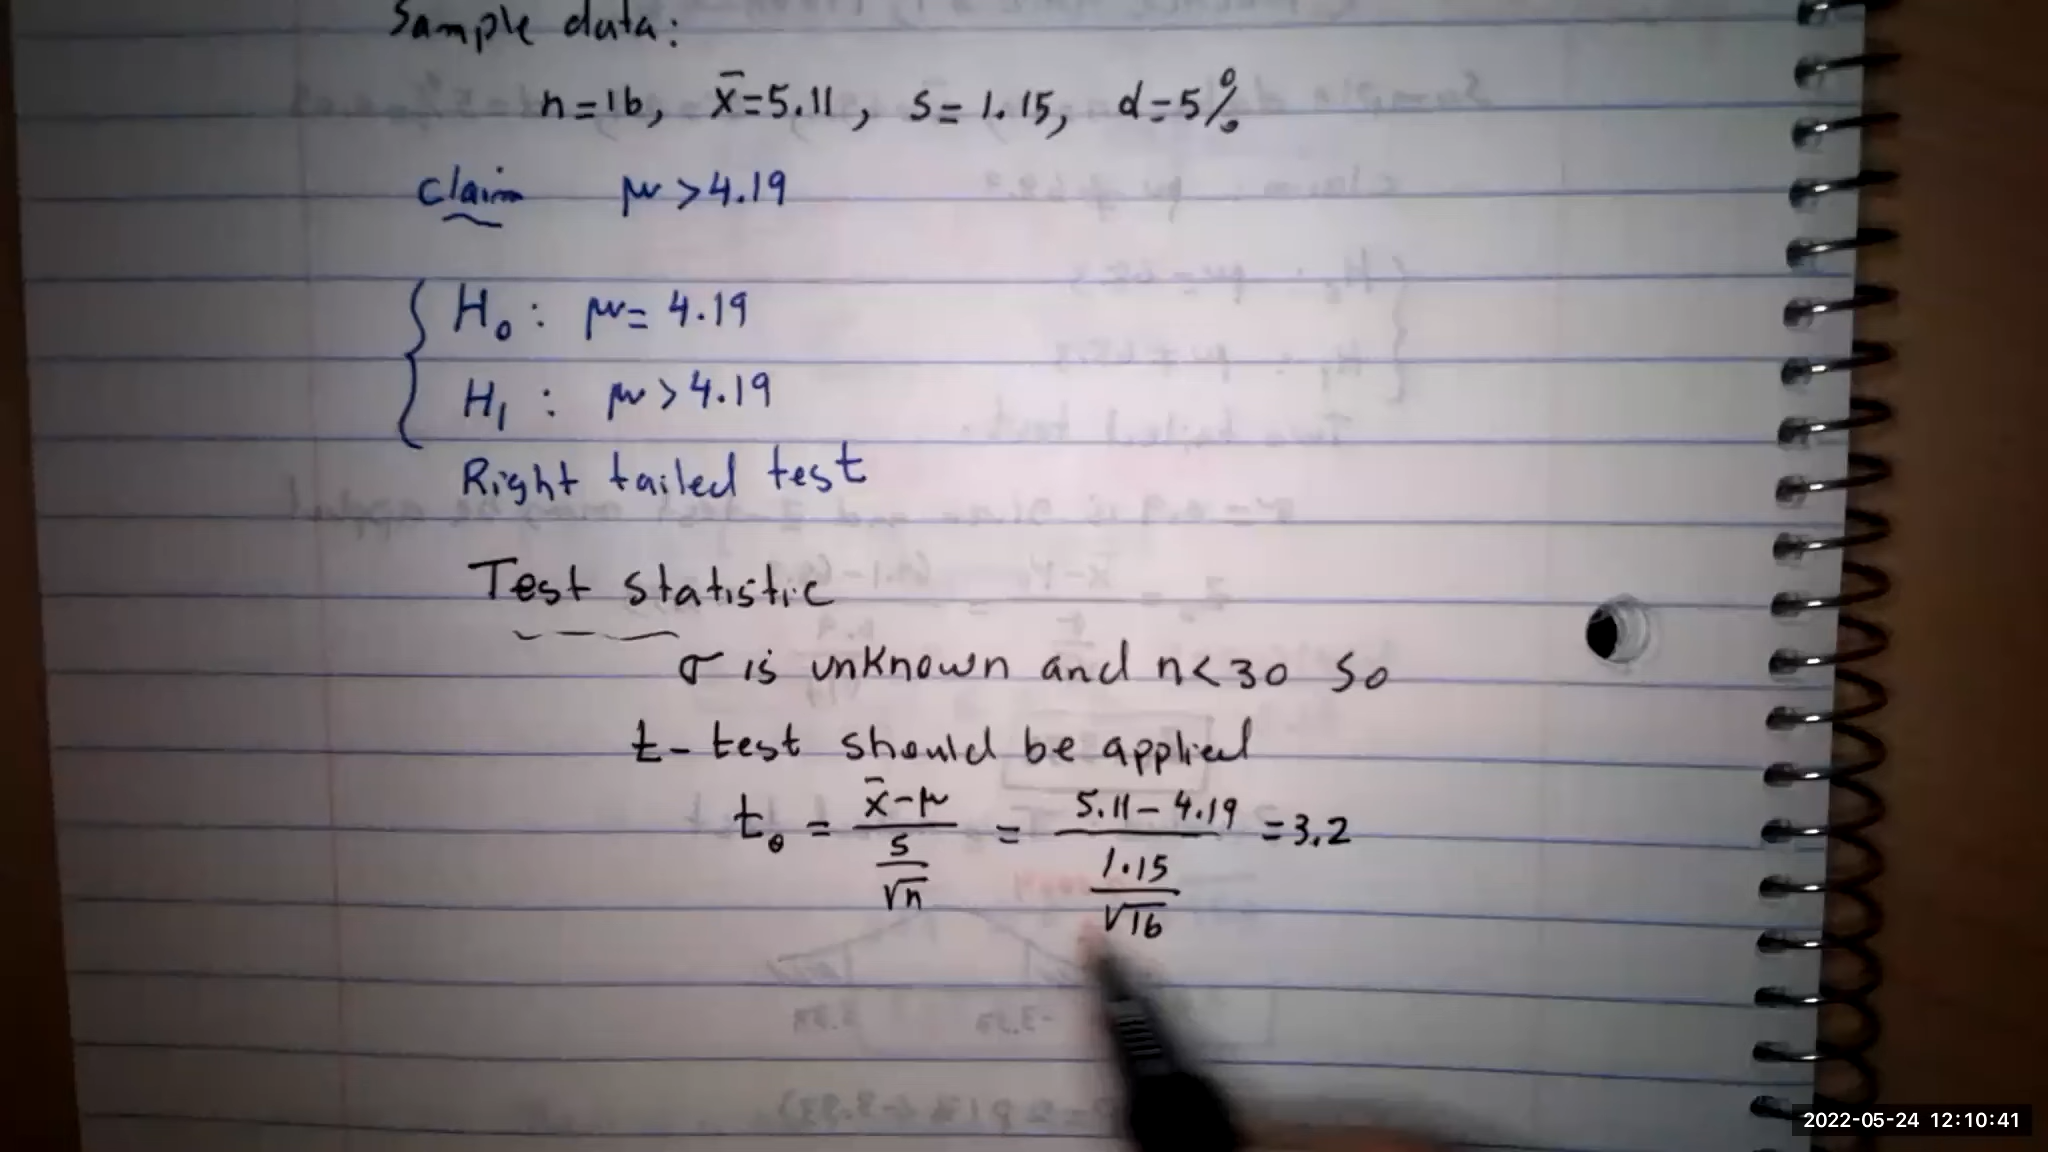 Sample data:
n=16, x̄=5.11, s=1.15, α=5%
claim μ>4.19
H₀: μ=4.19
H₁: μ>4.19
Right tailed test
Test statistic
σ is unknown and n<30 so
t-test should be applied
t₀ = (x̄-μ)/(s/√n) = (5.11-4.19)/(1.15/√16) =3.2
2022-05-24 12:10:41